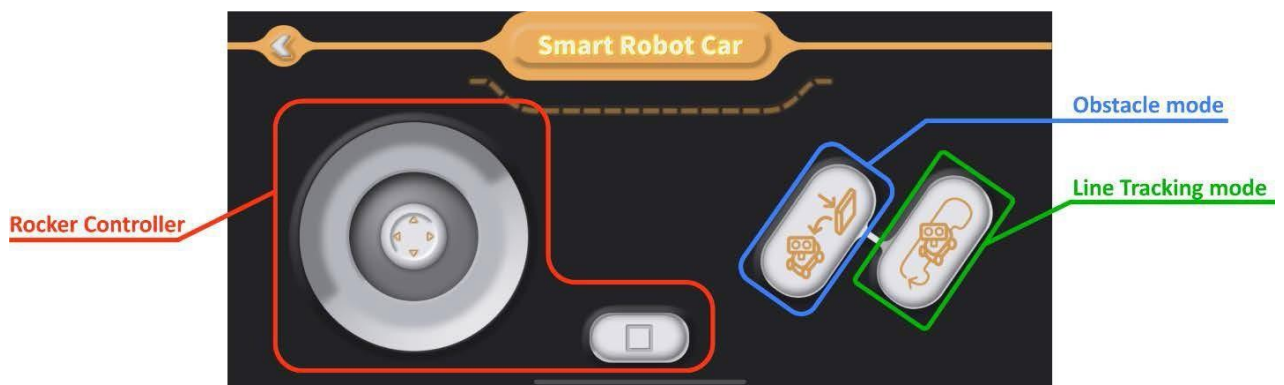 Smart Robot Car
Obstacle mode
Line Tracking mode
Rocker Controller